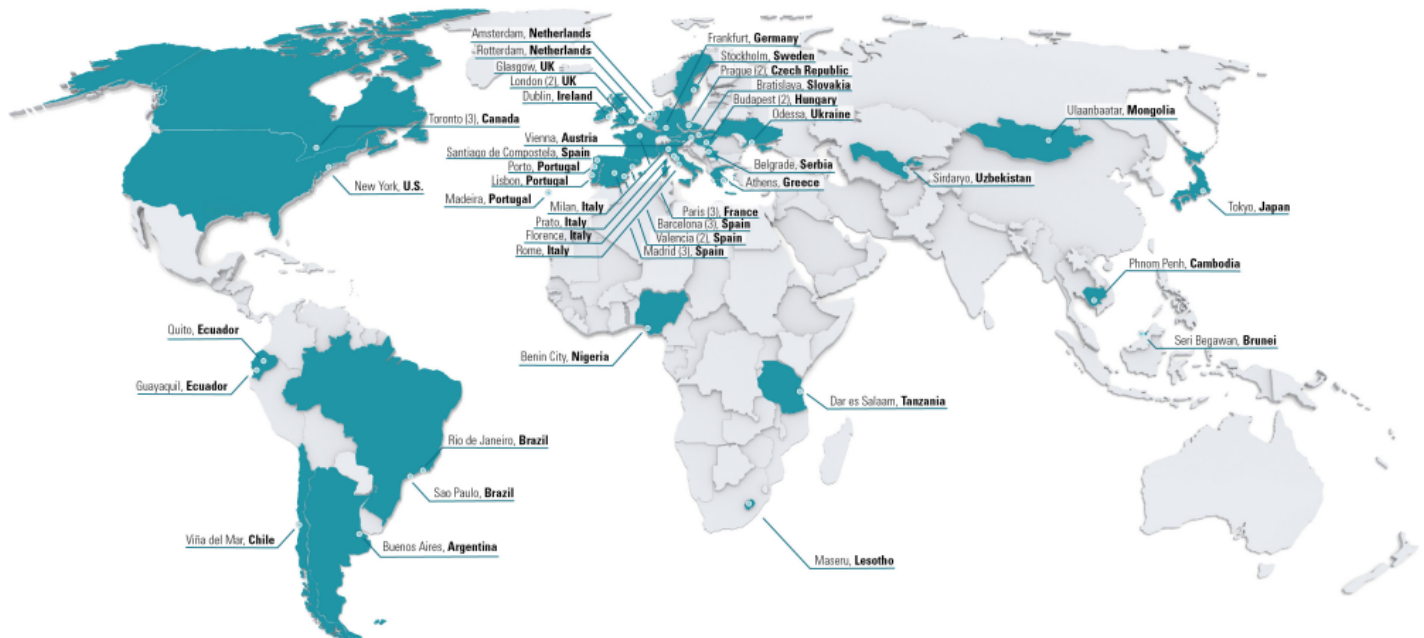 Amsterdam, Netherlands
Rotterdam, Netherlands
Glasgow, UK
London (2), UK
Dublin, Ireland
Frankfurt, Germany
Stockholm, Sweden
Prague (2), Czech Republic
Bratislava, Slovakia
Budapest (2), Hungary
Odessa, Ukraine
Ulaanbaatar, Mongolia
Toronto (3), Canada
New York, U.S.
Vienna, Austria
Santiago de Compostela, Spain
Porto, Portugal
Lisbon, Portugal
Madeira, Portugal
Milan, Italy
Prato, Italy
Florence, Italy
Rome, Italy
Belgrade, Serbia
Athens, Greece
Paris (3), France
Barcelona (3), Spain
Valencia (2), Spain
Madrid (3), Spain
Sirdaryo, Uzbekistan
Tokyo, Japan
Phnom Penh, Cambodia
Seri Begawan, Brunei
Quito, Ecuador
Guayaquil, Ecuador
Benin City, Nigeria
Dar es Salaam, Tanzania
Rio de Janeiro, Brazil
Sao Paulo, Brazil
Viña del Mar, Chile
Buenos Aires, Argentina
Maseru, Lesotho